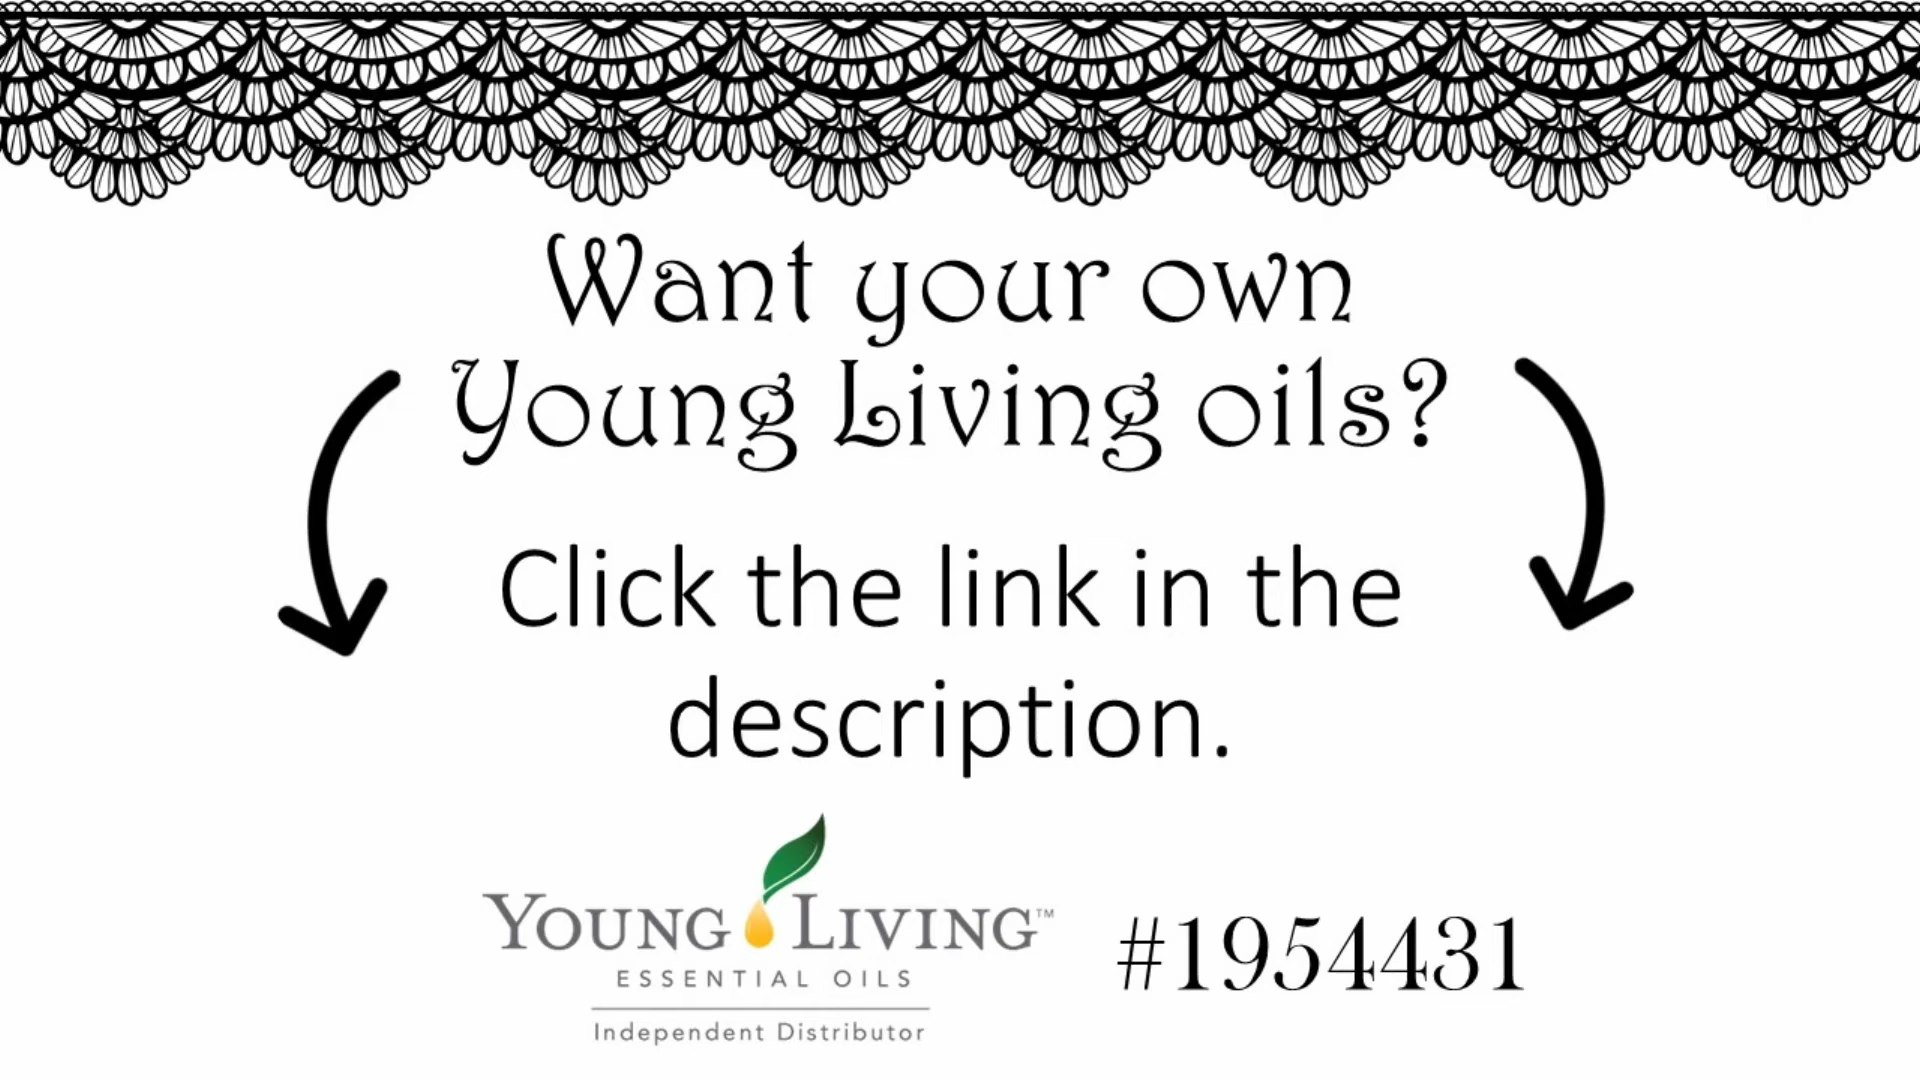 Want your own
Young Living oils?
Click the link in the
description.
YOUNG LIVING™
ESSENTIAL OILS
Independent Distributor
#1954431